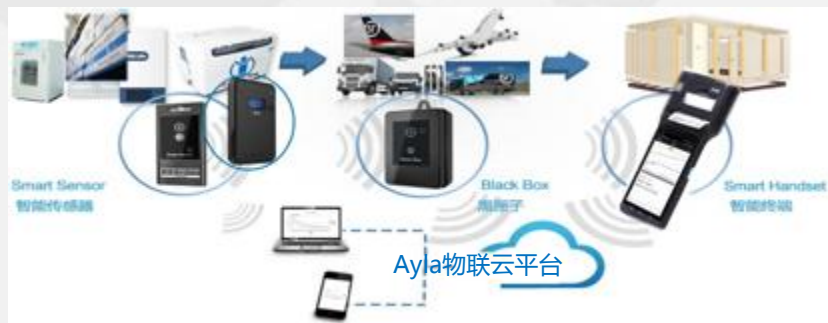 Smart Sensor
智能传感器
Black Box
黑匣子
Smart Handset
智能终端
Ayla物联云平台